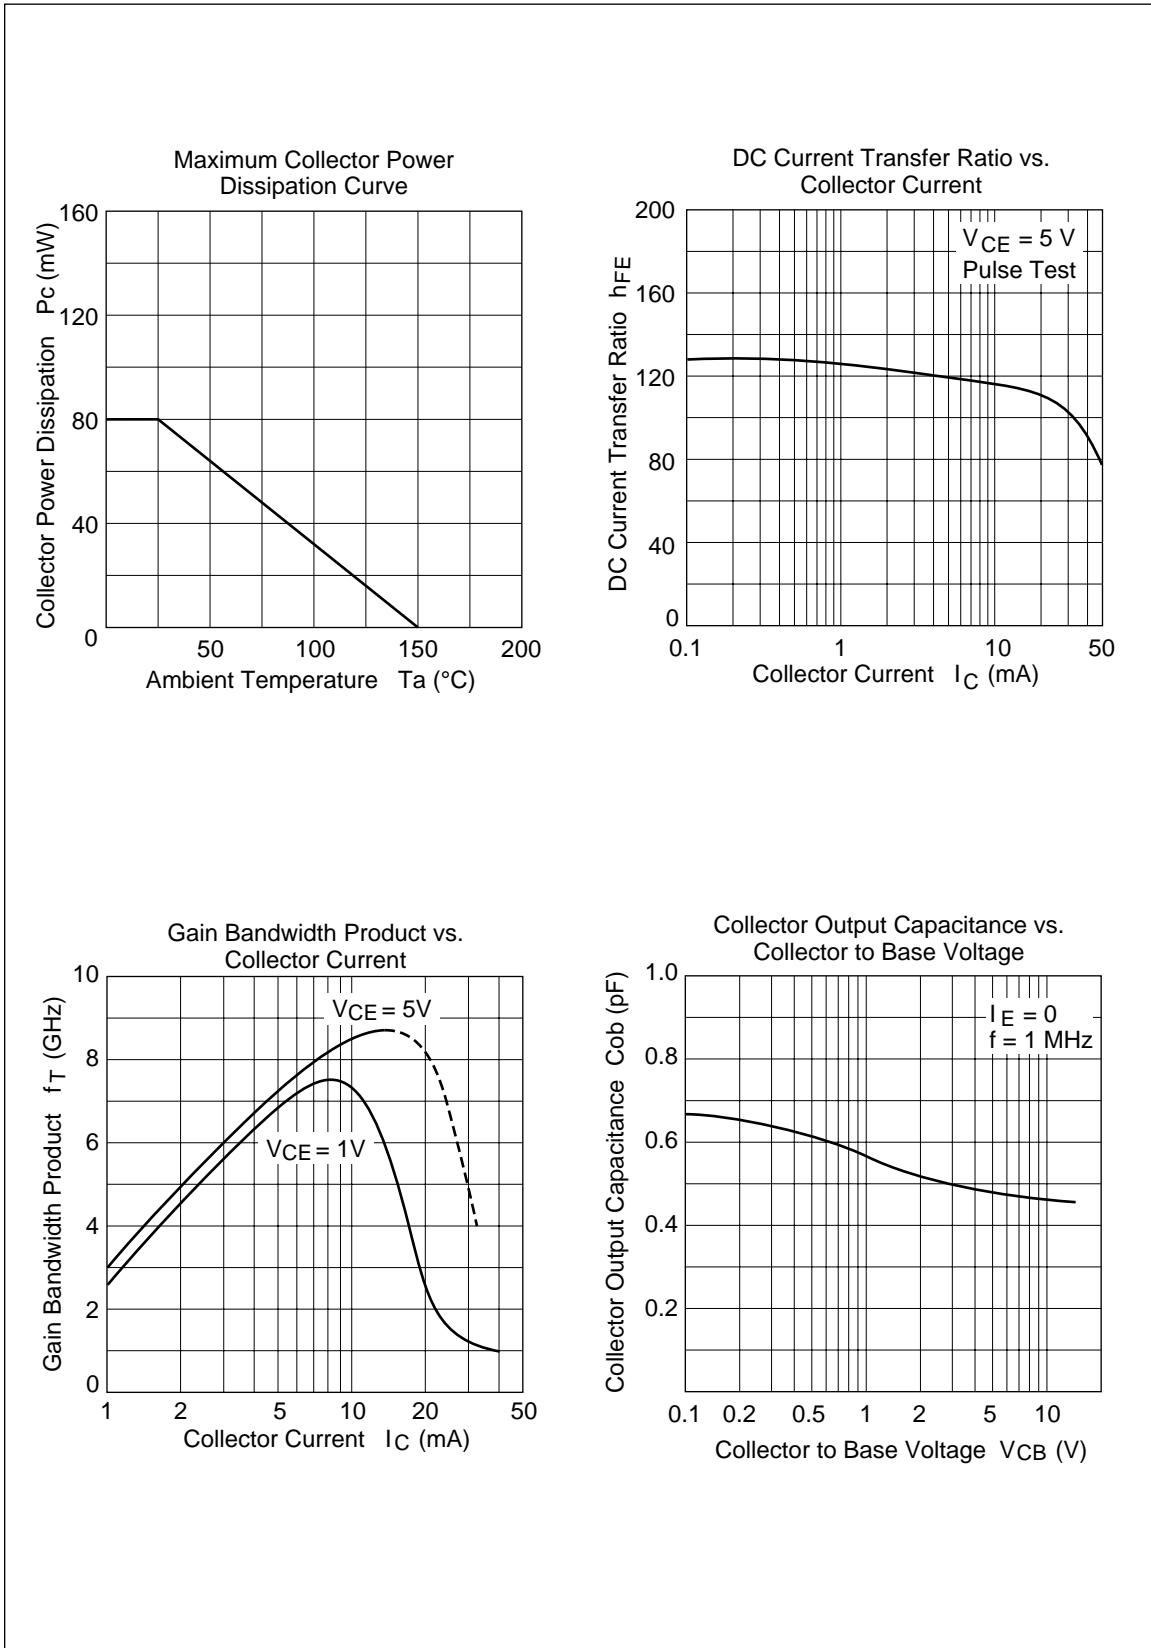 Maximum Collector Power
Dissipation Curve
Collector Power Dissipation Pc (mW)
160
120
80
40
0
50 100 150 200
Ambient Temperature Ta (°C)
DC Current Transfer Ratio vs.
Collector Current
DC Current Transfer Ratio hFE
200
160
120
80
40
0
VCE = 5 V
Pulse Test
0.1 1 10 50
Collector Current IC (mA)
Gain Bandwidth Product vs.
Collector Current
Gain Bandwidth Product fT (GHz)
10
8
6
4
2
0
VCE = 5V
VCE = 1V
1 2 5 10 20 50
Collector Current IC (mA)
Collector Output Capacitance vs.
Collector to Base Voltage
Collector Output Capacitance Cob (pF)
1.0
0.8
0.6
0.4
0.2
IE = 0
f = 1 MHz
0.1 0.2 0.5 1 2 5 10
Collector to Base Voltage VCB (V)